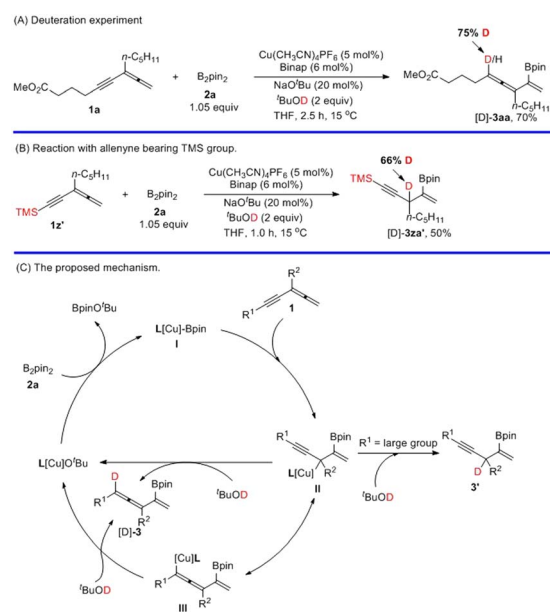 (A) Deuteration experiment
n-C5H11
MeO2C
1a
+
B2pin2
2a
1.05 equiv
Cu(CH3CN)4PF6 (5 mol%)
Binap (6 mol%)
NaOtBu (20 mol%)
tBuOD (2 equiv)
THF, 2.5 h, 15 °C
75% D
D/H
Bpin
MeO2C
n-C5H11
[D]-3aa, 70%
(B) Reaction with allenyne bearing TMS group.
n-C5H11
TMS
1z'
+
B2pin2
2a
1.05 equiv
Cu(CH3CN)4PF6 (5 mol%)
Binap (6 mol%)
NaOtBu (20 mol%)
tBuOD (2 equiv)
THF, 1.0 h, 15 °C
66% D
TMS
D
Bpin
n-C5H11
[D]-3za', 50%
(C) The proposed mechanism.
R2
R1
1
BpinOtBu
L[Cu]-Bpin
I
B2pin2
2a
L[Cu]OtBu
R1
Bpin
L[Cu]
R2
II
R1 = large group
tBuOD
R1
Bpin
D
R2
3'
D
Bpin
R1
R2
[D]-3
tBuOD
tBuOD
[Cu]L
Bpin
R1
R2
III